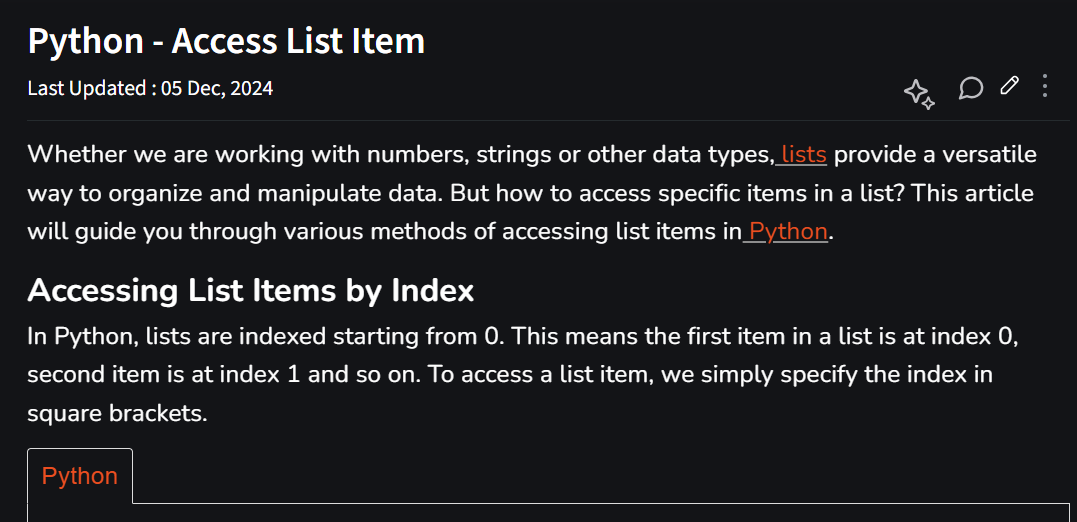 Python - Access List Item
Last Updated : 05 Dec, 2024
Whether we are working with numbers, strings or other data types, lists provide a versatile
way to organize and manipulate data. But how to access specific items in a list? This article
will guide you through various methods of accessing list items in Python.
Accessing List Items by Index
In Python, lists are indexed starting from 0. This means the first item in a list is at index 0,
second item is at index 1 and so on. To access a list item, we simply specify the index in
square brackets.
Python